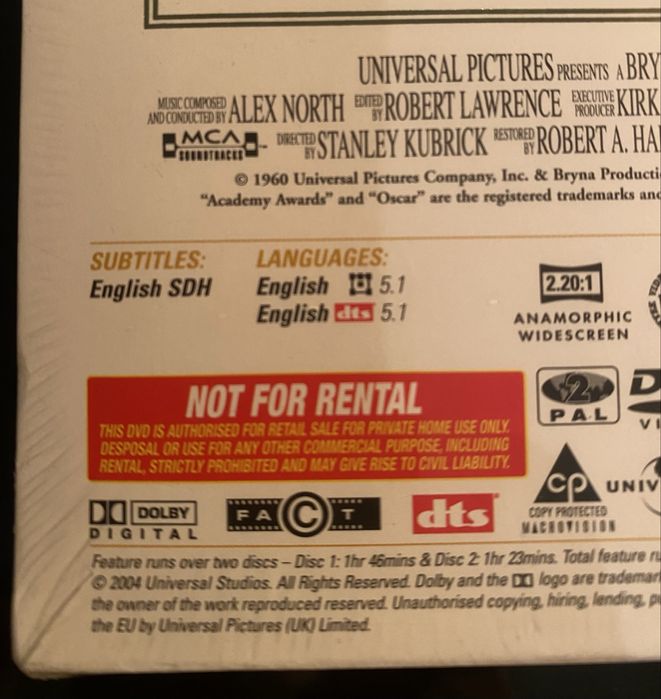 UNIVERSAL PICTURES PRESENTS A BRY
MUSIC COMPOSED AND CONDUCTED BY ALEX NORTH EDITED BY ROBERT LAWRENCE EXECUTIVE PRODUCER KIRK
MCA SOUNDTRACKS DIRECTED BY STANLEY KUBRICK RESTORED BY ROBERT A. HA
© 1960 Universal Pictures Company, Inc. & Bryna Producti
“Academy Awards” and “Oscar” are the registered trademarks and
SUBTITLES:
English SDH
LANGUAGES:
English 5.1
English dts 5.1
2.20:1
ANAMORPHIC
WIDESCREEN
NOT FOR RENTAL
THIS DVD IS AUTHORISED FOR RETAIL SALE FOR PRIVATE HOME USE ONLY.
DESPOSAL OR USE FOR ANY OTHER COMMERCIAL PURPOSE, INCLUDING
RENTAL, STRICTLY PROHIBITED AND MAY GIVE RISE TO CIVIL LIABILITY.
2
PAL
D
VI
DOLBY
DIGITAL
FACT
dts
cp
COPY PROTECTED
MACROVISION
UNIV
Feature runs over two discs – Disc 1: 1hr 46mins & Disc 2: 1hr 23mins. Total feature ru
© 2004 Universal Studios. All Rights Reserved. Dolby and the DD logo are trademar
the owner of the work reproduced reserved. Unauthorised copying, hiring, lending, pu
the EU by Universal Pictures (UK) Limited.